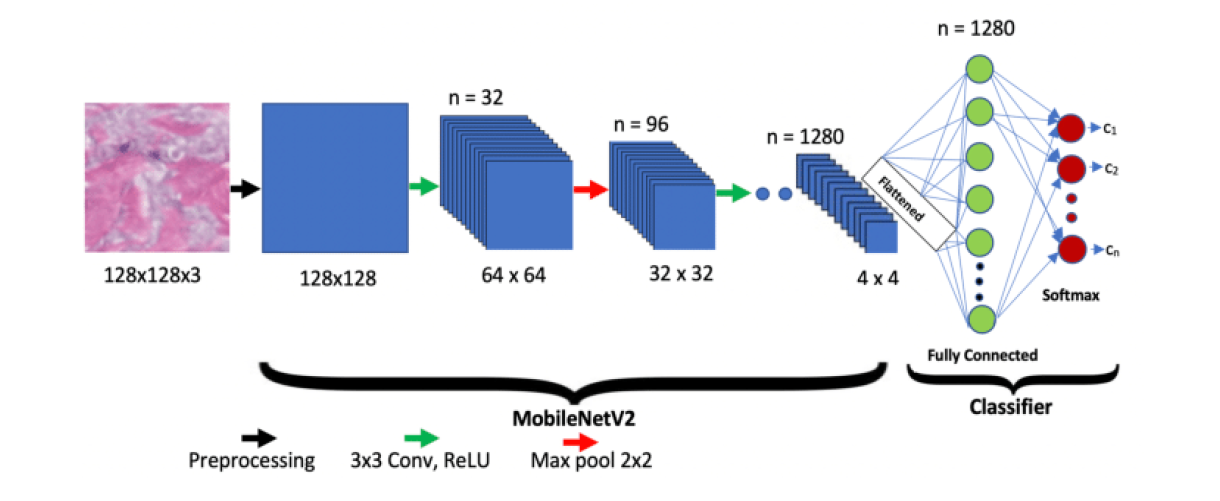 n = 1280
n = 32
n = 96
n = 1280
Flattened
C1
C2
Cn
128x128x3
128x128
64 x 64
32 x 32
4 x 4
Softmax
Fully Connected
MobileNetV2
Classifier
Preprocessing
3x3 Conv, ReLU
Max pool 2x2